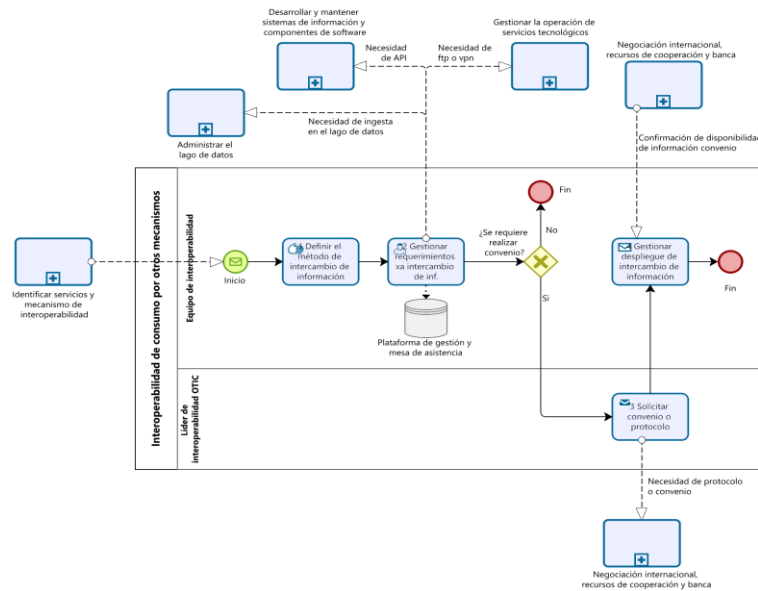 Desarrollar y mantener
sistemas de información y
componentes de software
Gestionar la operación de
servicios tecnológicos
Necesidad
de API
Necesidad de
ftp o vpn
Negociación internacional,
recursos de cooperación y banca
Necesidad de ingesta
en el lago de datos
Administrar el
lago de datos
Confirmación de disponibilidad
de información convenio
Interoperabilidad de consumo por otros mecanismos
Equipo de interoperabilidad
Identificar servicios y
mecanismo de
interoperabilidad
Inicio
1 Definir el
método de
intercambio de
información
2 Gestionar
requerimientos
xa intercambio
de inf.
Plataforma de gestión y
mesa de asistencia
¿Se requiere
realizar
convenio?
No
Fin
Si
Gestionar
despliegue de
intercambio de
información
Fin
Lider de
interoperabilidad OTIC
3 Solicitar
convenio o
protocolo
Necesidad de protocolo
o convenio
Negociación internacional,
recursos de cooperación y banca